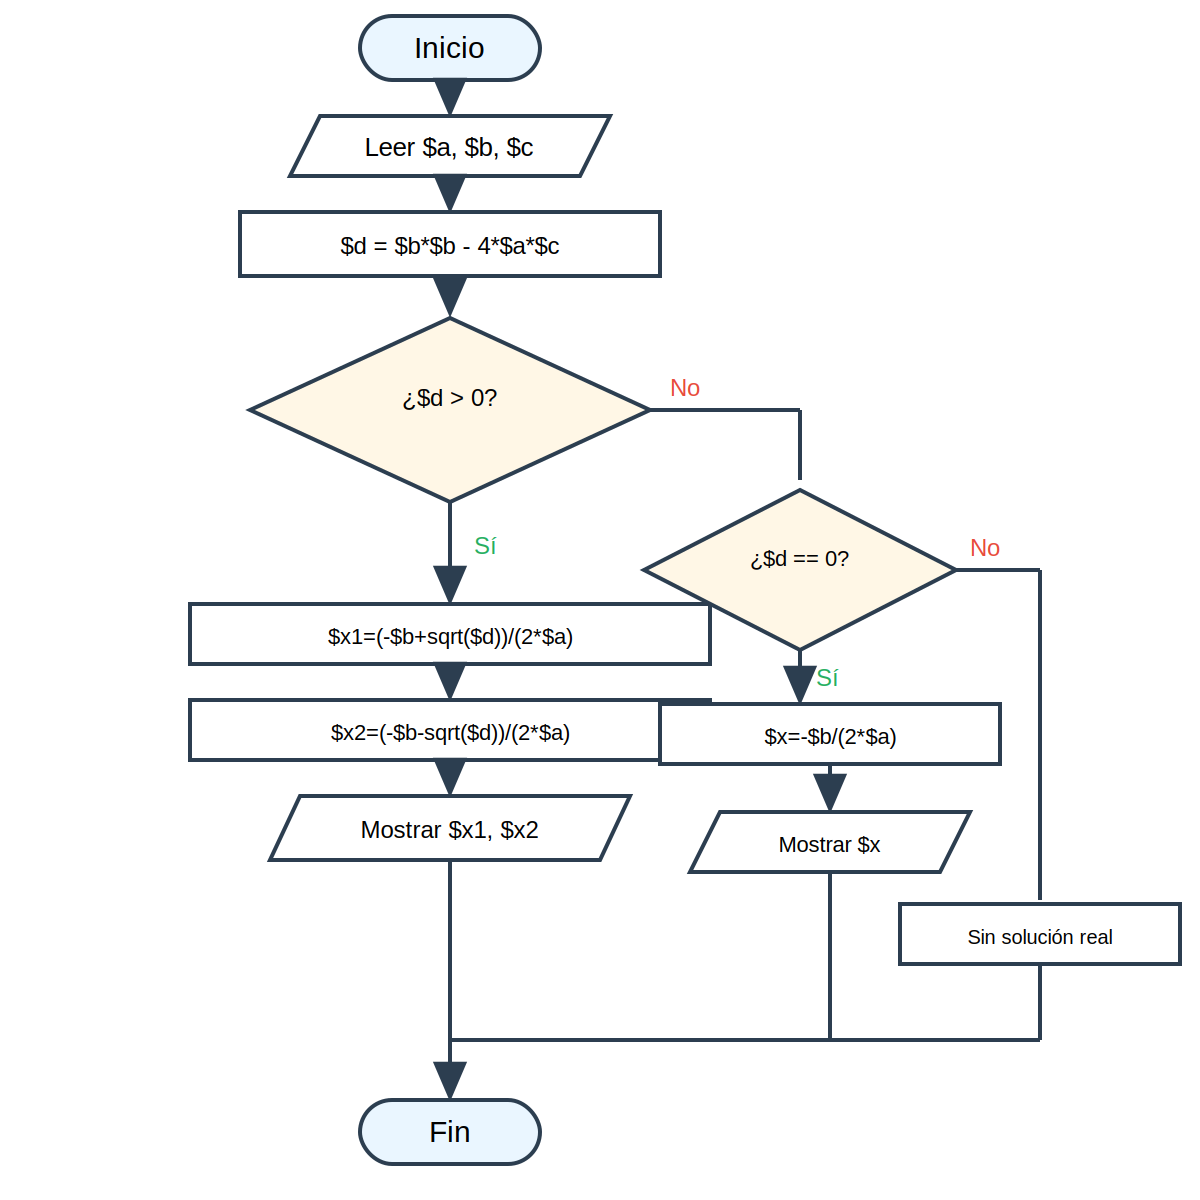 Inicio
Leer $a, $b, $c
$d = $b*$b - 4*$a*$c
¿$d > 0?
No
Sí
¿$d == 0?
No
Sí
$x1=(-$b+sqrt($d))/(2*$a)
$x2=(-$b-sqrt($d))/(2*$a)
$x=-$b/(2*$a)
Mostrar $x1, $x2
Mostrar $x
Sin solución real
Fin